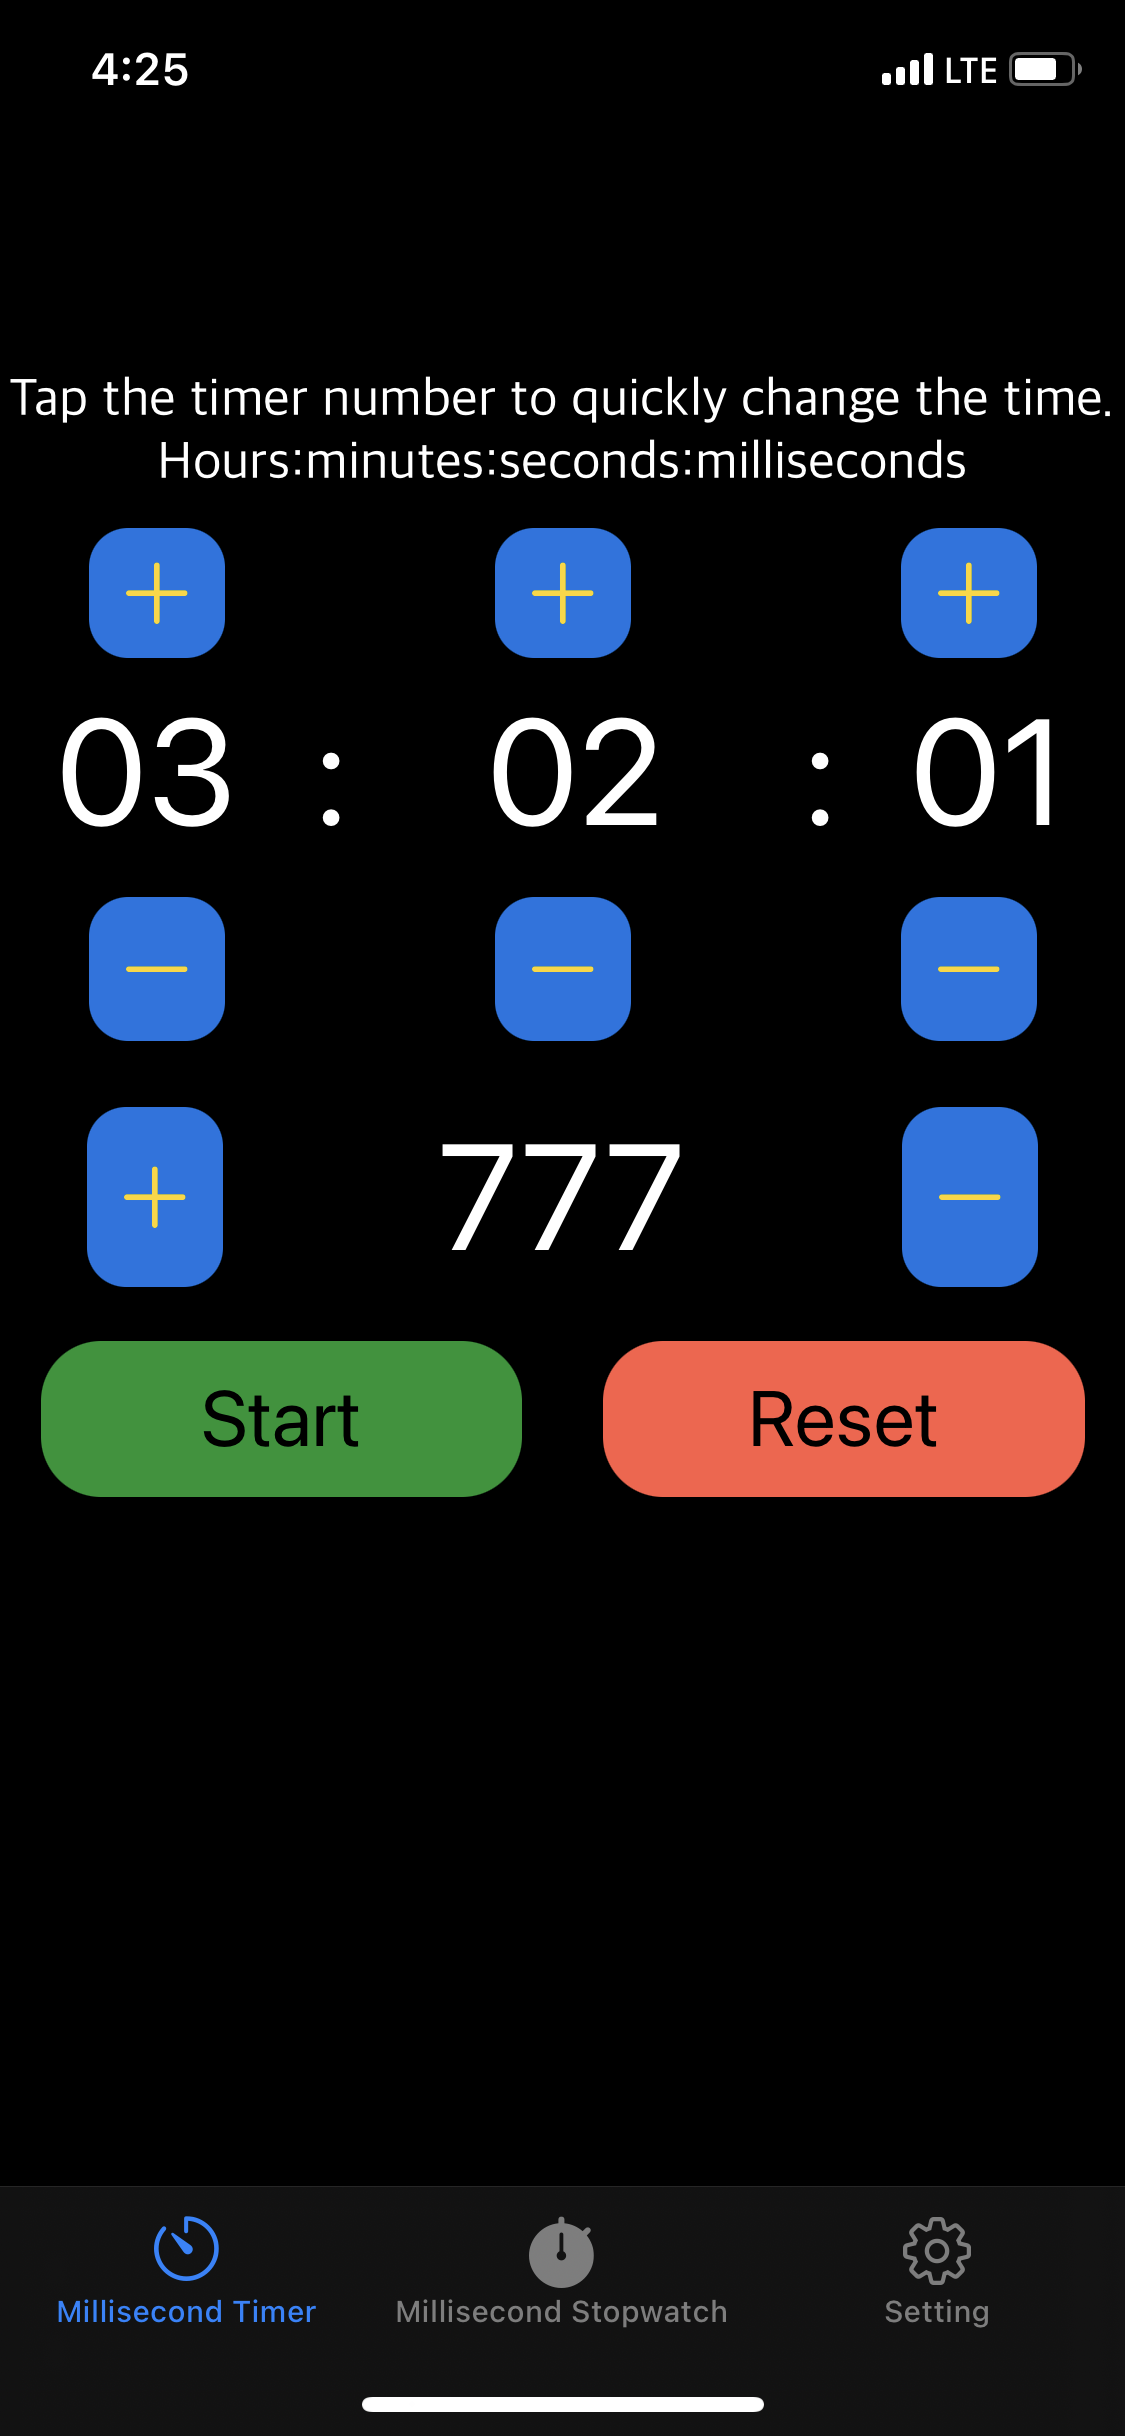 4:25 LTE
Tap the timer number to quickly change the time.
Hours:minutes:seconds:milliseconds
+ + +
03 : 02 : 01
− − −
+ 777 −
Start Reset
Millisecond Timer Millisecond Stopwatch Setting